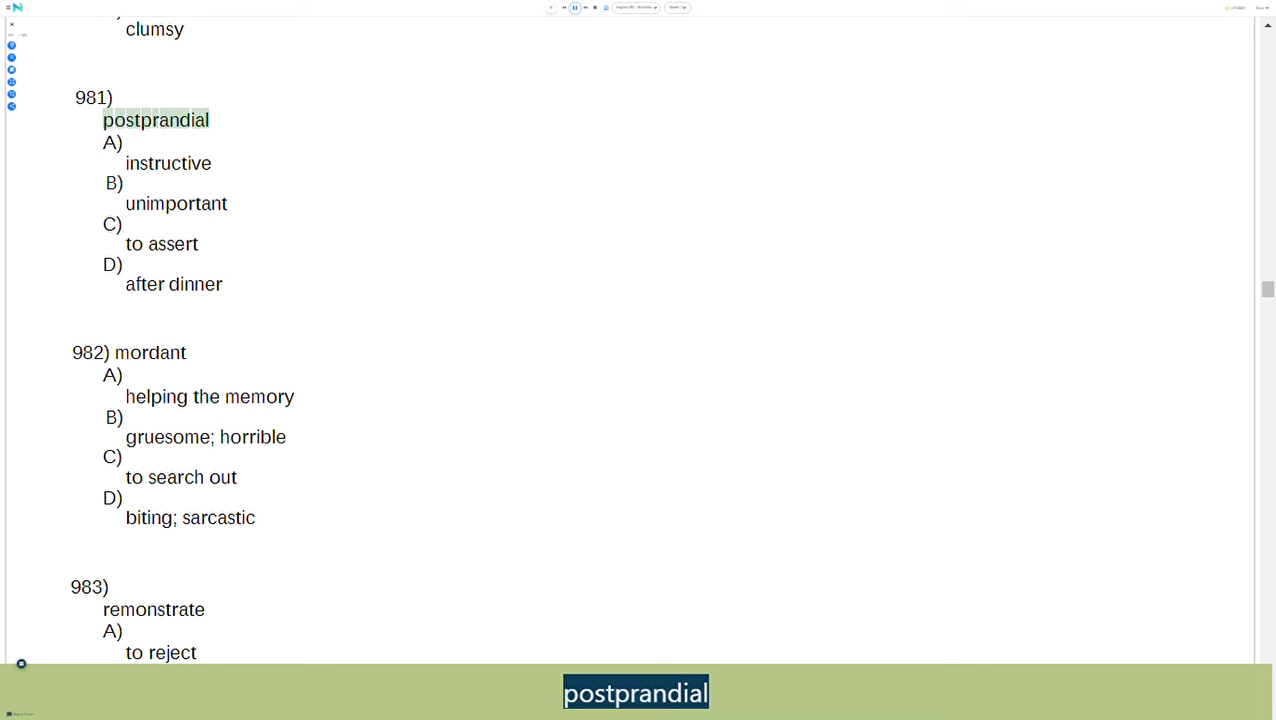 clumsy
981)
postprandial
A)
instructive
B)
unimportant
C)
to assert
D)
after dinner
982) mordant
A)
helping the memory
B)
gruesome; horrible
C)
to search out
D)
biting; sarcastic
983)
remonstrate
A)
to reject
postprandial